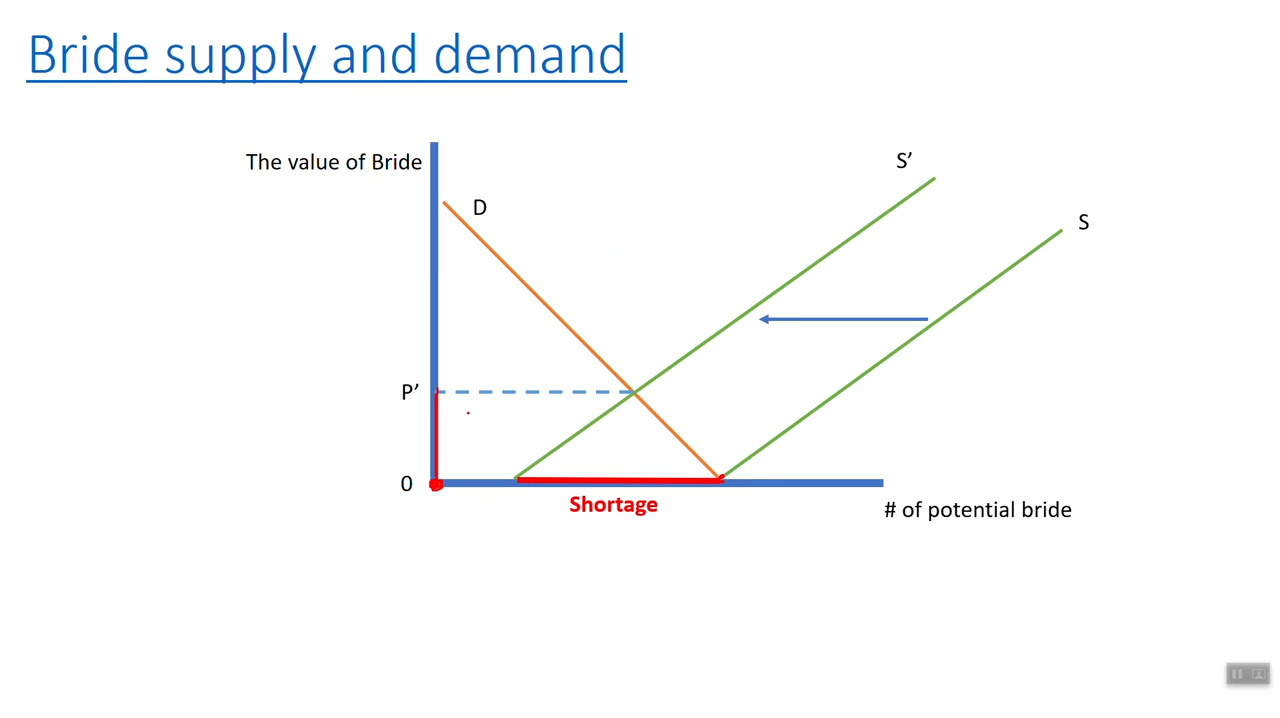 Bride supply and demand
The value of Bride
S’
D
S
P’
0
Shortage
# of potential bride